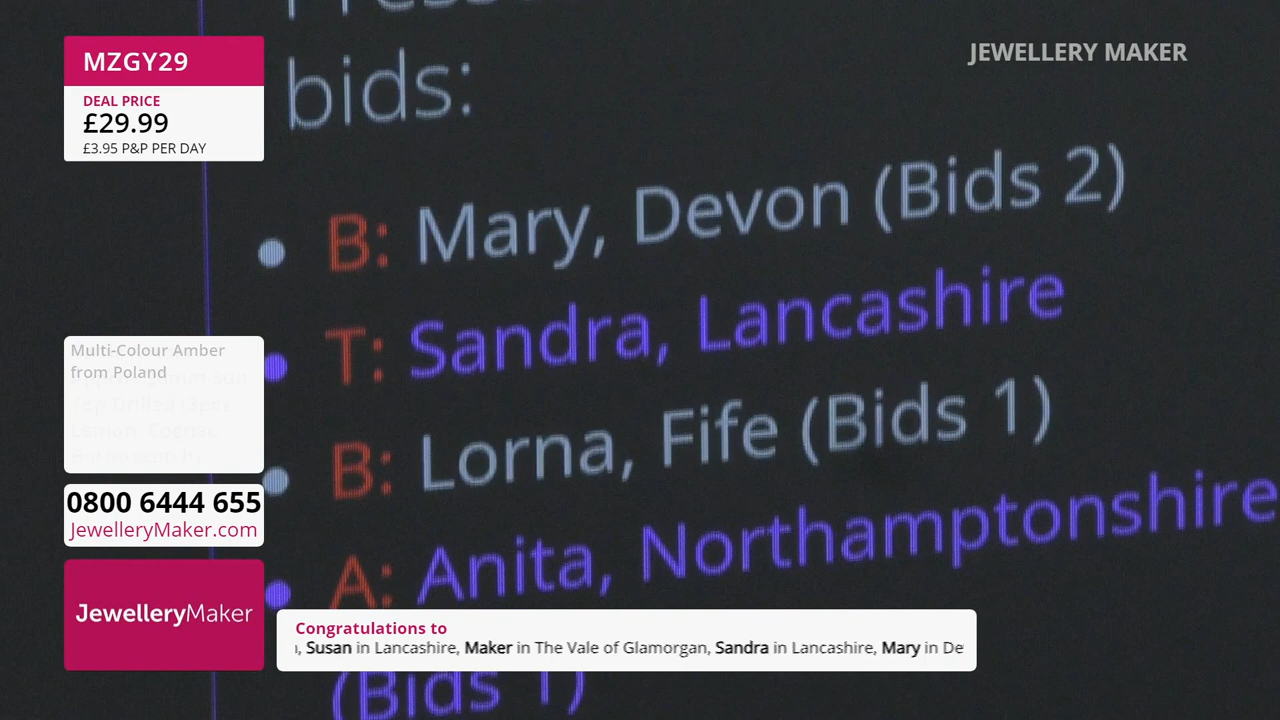 MZGY29
DEAL PRICE
£29.99
£3.95 P&P PER DAY
JEWELLERY MAKER
bids:
B: Mary, Devon (Bids 2)
T: Sandra, Lancashire
B: Lorna, Fife (Bids 1)
A: Anita, Northamptonshire
(Bids 1)
Multi-Colour Amber
from Poland
0800 6444 655
JewelleryMaker.com
JewelleryMaker
Congratulations to
, Susan in Lancashire, Maker in The Vale of Glamorgan, Sandra in Lancashire, Mary in De